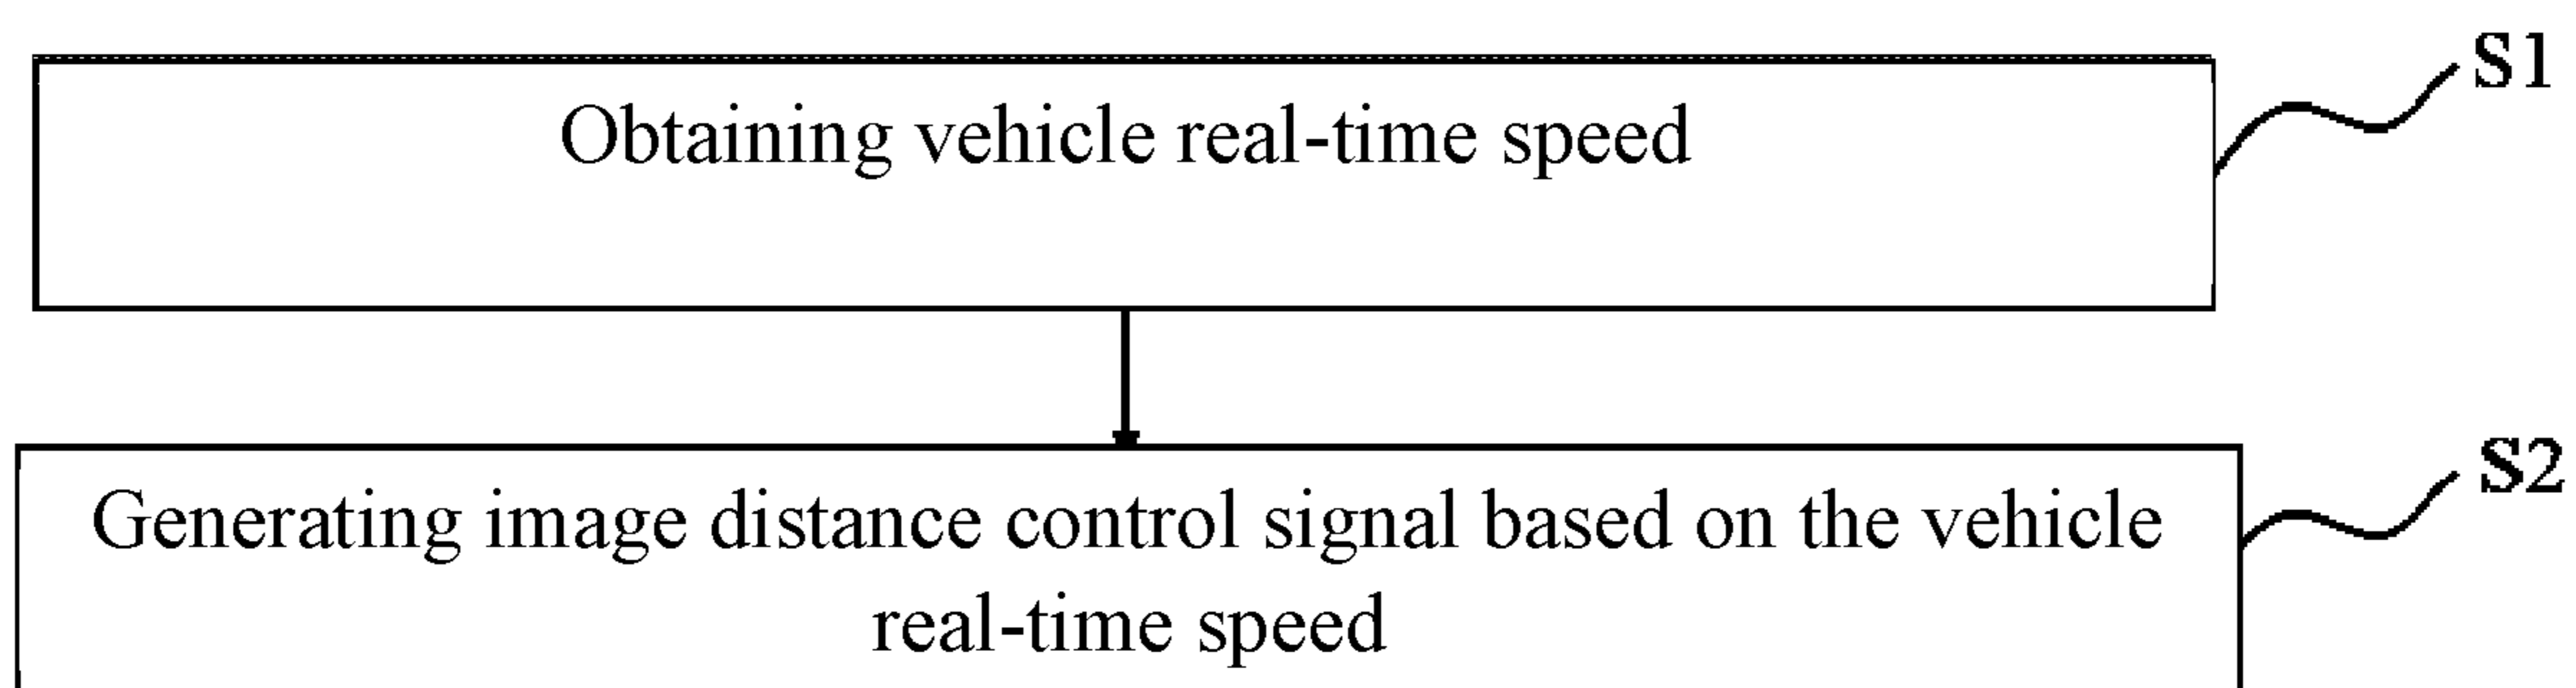 S1
Obtaining vehicle real-time speed
S2
Generating image distance control signal based on the vehicle
real-time speed